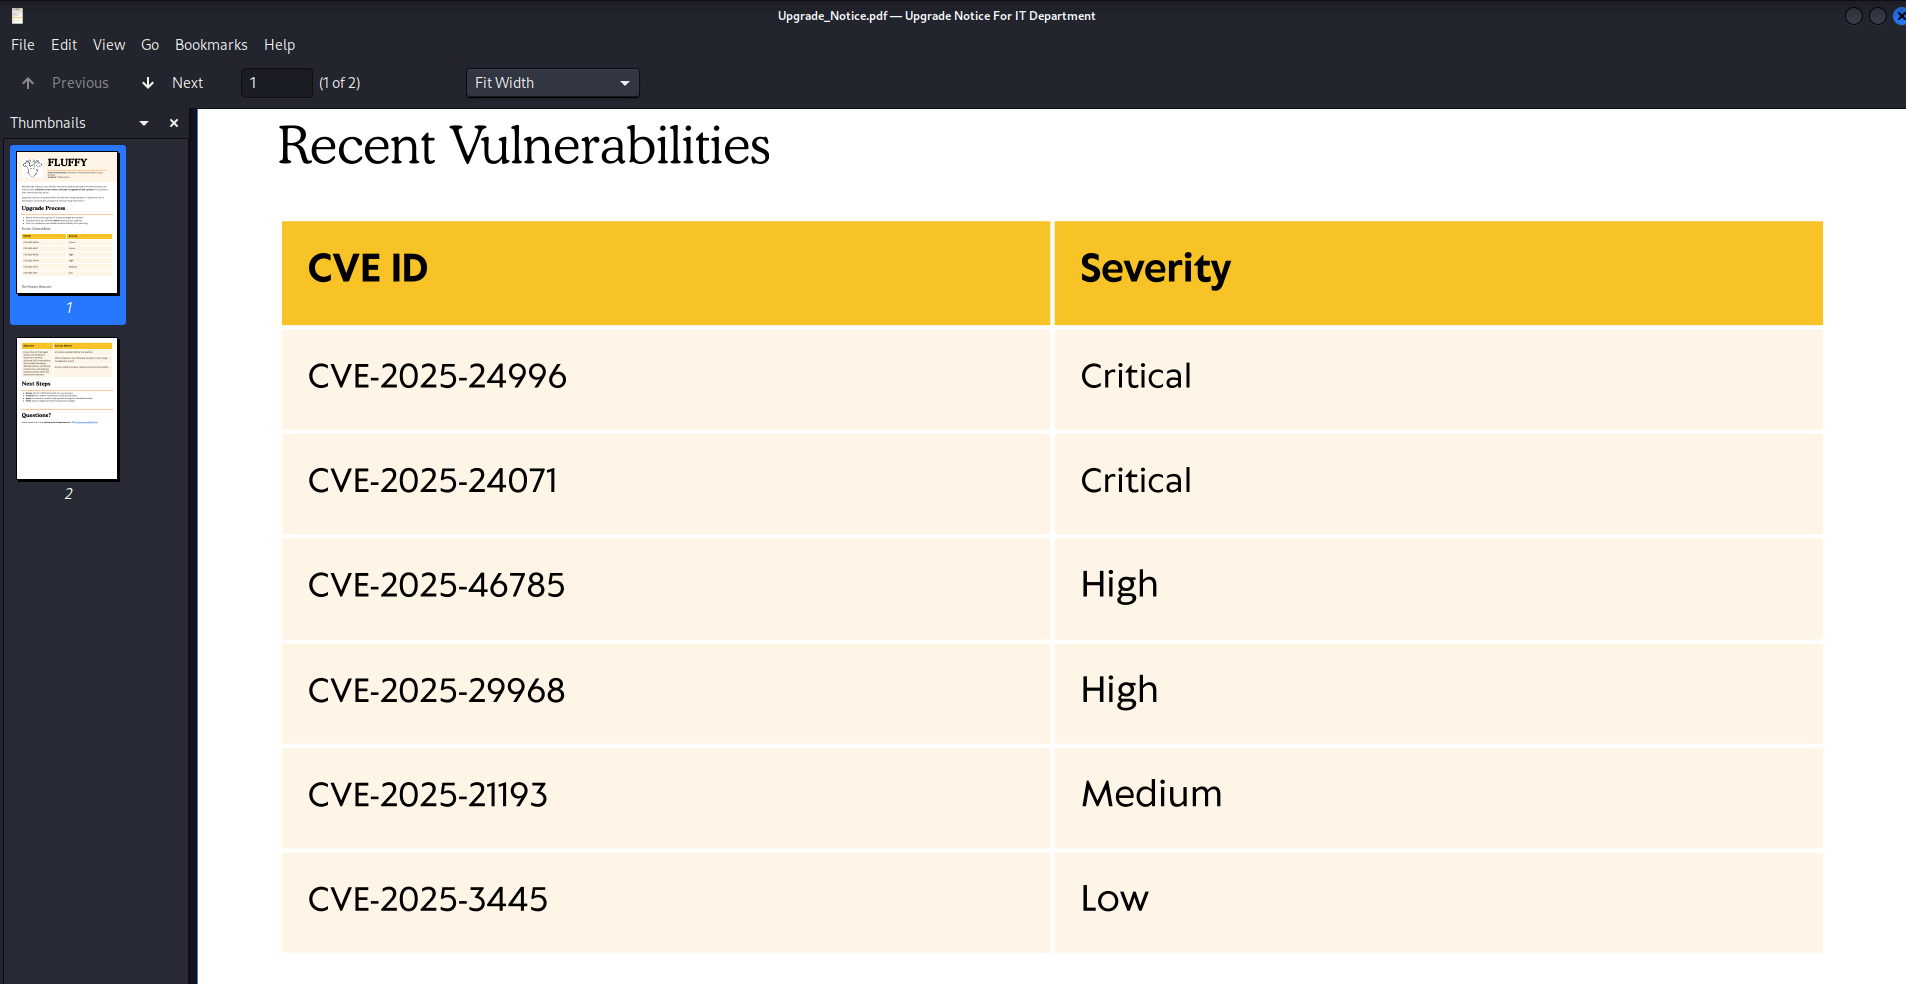 Upgrade_Notice.pdf — Upgrade Notice For IT Department
File Edit View Go Bookmarks Help
Previous Next 1 (1 of 2) Fit Width
Thumbnails
FLUFFY
Upgrade Process
1
Next Steps
Questions?
2
Recent Vulnerabilities
CVE ID Severity
CVE-2025-24996 Critical
CVE-2025-24071 Critical
CVE-2025-46785 High
CVE-2025-29968 High
CVE-2025-21193 Medium
CVE-2025-3445 Low